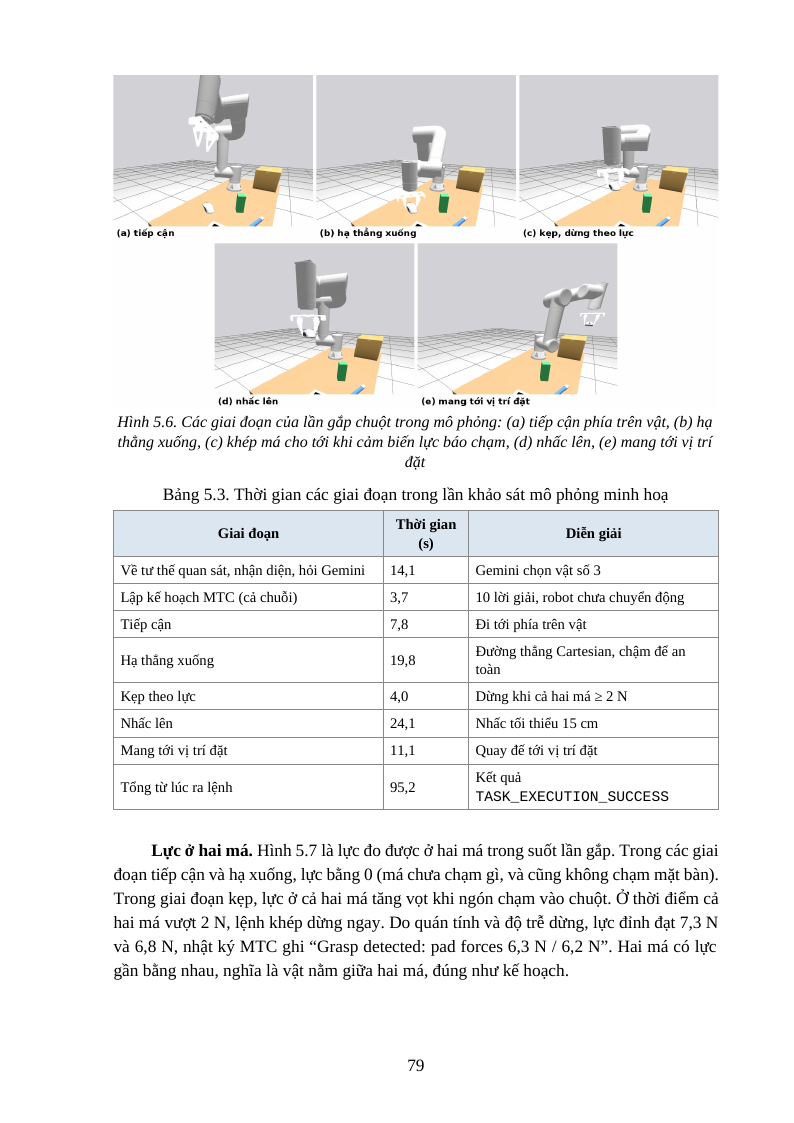 (a) tiếp cận
(b) hạ thẳng xuống
(c) kẹp, dừng theo lực
(d) nhấc lên
(e) mang tới vị trí đặt
Hình 5.6. Các giai đoạn của lần gắp chuột trong mô phỏng: (a) tiếp cận phía trên vật, (b) hạ
thẳng xuống, (c) khép má cho tới khi cảm biến lực báo chạm, (d) nhấc lên, (e) mang tới vị trí
đặt
Bảng 5.3. Thời gian các giai đoạn trong lần khảo sát mô phỏng minh hoạ
Giai đoạn
Thời gian
(s)
Diễn giải
Về tư thế quan sát, nhận diện, hỏi Gemini
14,1
Gemini chọn vật số 3
Lập kế hoạch MTC (cả chuỗi)
3,7
10 lời giải, robot chưa chuyển động
Tiếp cận
7,8
Đi tới phía trên vật
Hạ thẳng xuống
19,8
Đường thẳng Cartesian, chậm để an
toàn
Kẹp theo lực
4,0
Dừng khi cả hai má ≥ 2 N
Nhấc lên
24,1
Nhấc tối thiểu 15 cm
Mang tới vị trí đặt
11,1
Quay đế tới vị trí đặt
Tổng từ lúc ra lệnh
95,2
Kết quả
TASK_EXECUTION_SUCCESS
Lực ở hai má. Hình 5.7 là lực đo được ở hai má trong suốt lần gắp. Trong các giai
đoạn tiếp cận và hạ xuống, lực bằng 0 (má chưa chạm gì, và cũng không chạm mặt bàn).
Trong giai đoạn kẹp, lực ở cả hai má tăng vọt khi ngón chạm vào chuột. Ở thời điểm cả
hai má vượt 2 N, lệnh khép dừng ngay. Do quán tính và độ trễ dừng, lực đỉnh đạt 7,3 N
và 6,8 N, nhật ký MTC ghi “Grasp detected: pad forces 6,3 N / 6,2 N”. Hai má có lực
gần bằng nhau, nghĩa là vật nằm giữa hai má, đúng như kế hoạch.
79